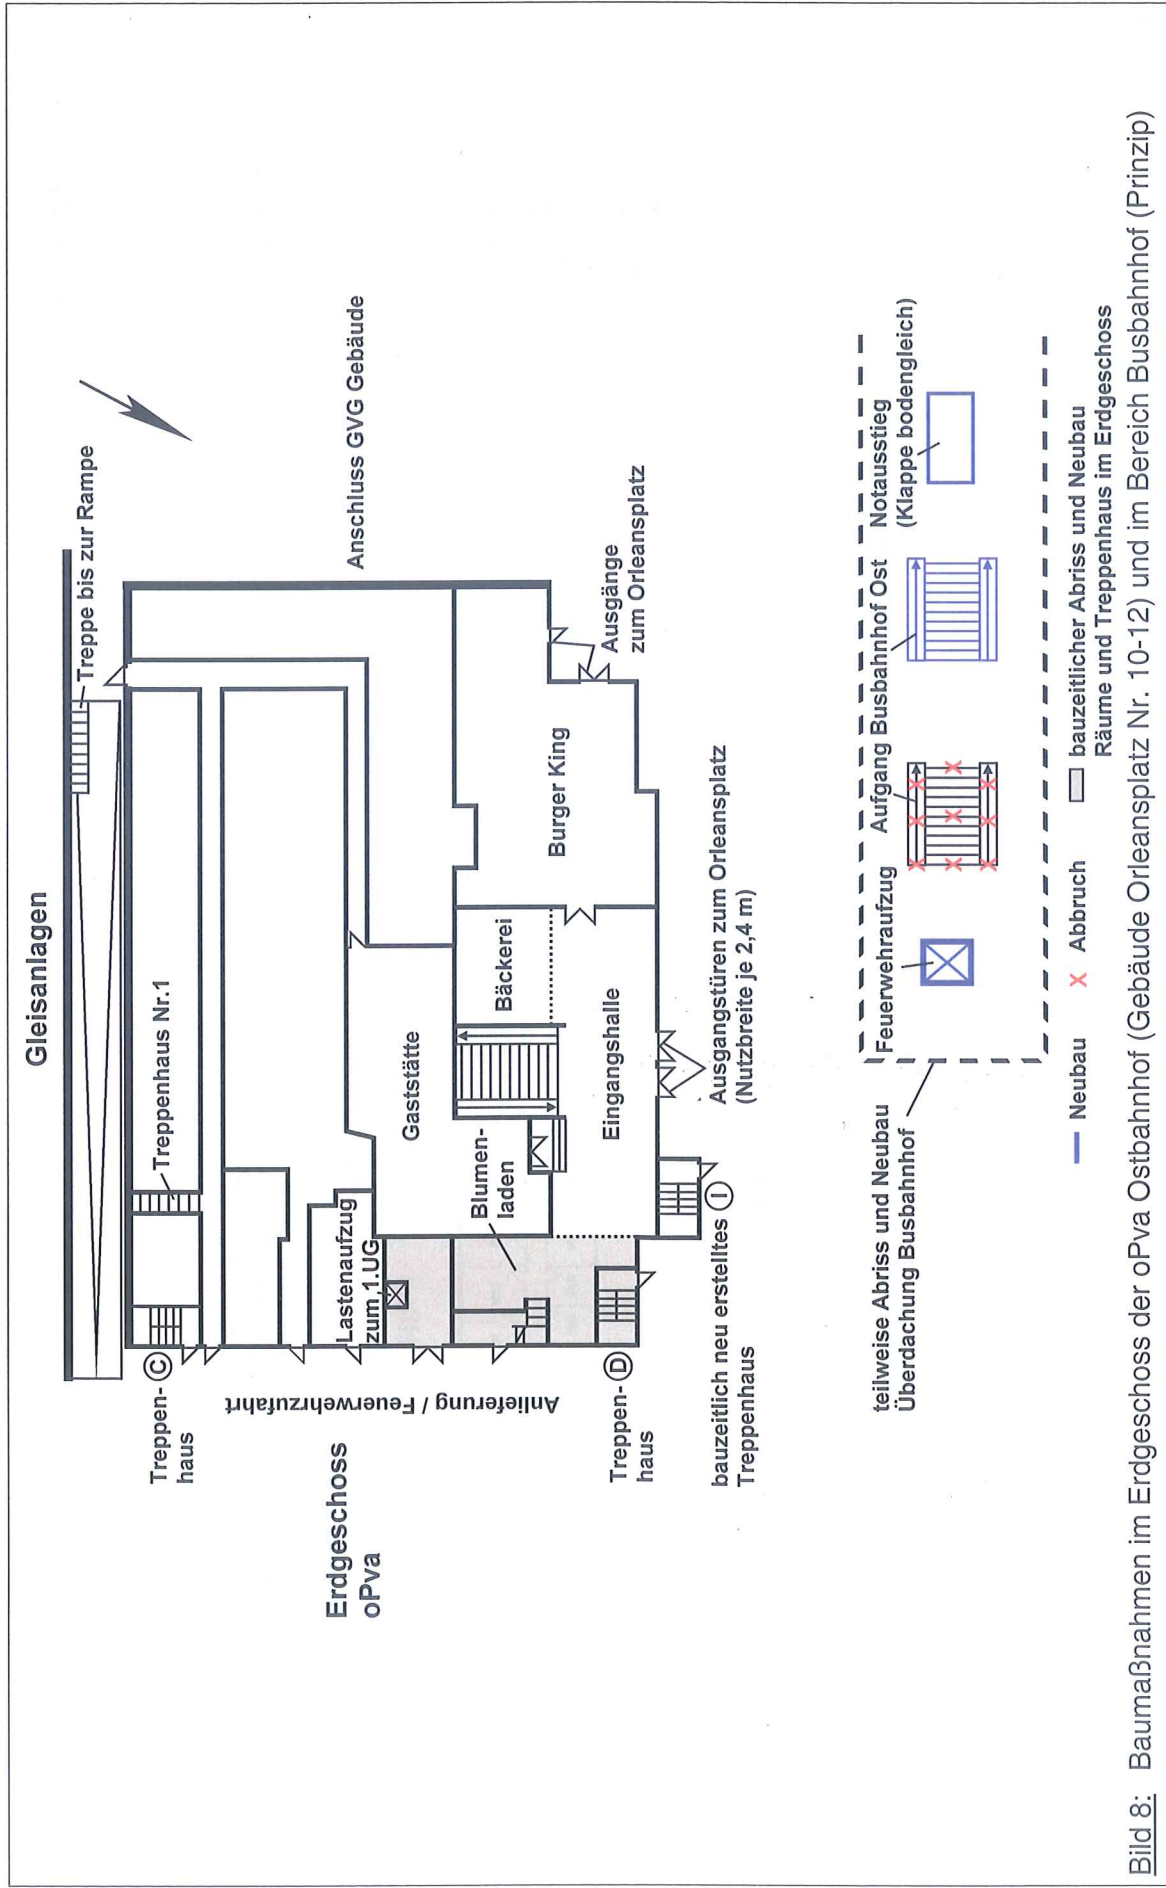 Gleisanlagen
Treppe bis zur Rampe
Treppenhaus Nr.1
Treppen-
haus
C
Anschluss GVG Gebäude
Erdgeschoss
oPva
Anlieferung / Feuerwehrzufahrt
Lastenaufzug
zum 1.UG
Gaststätte
Blumen-
laden
Bäckerei
Burger King
Eingangshalle
Ausgänge
zum Orleansplatz
Treppen-
haus
D
bauzeitlich neu erstelltes
Treppenhaus
I
Ausgangstüren zum Orleansplatz
(Nutzbreite je 2,4 m)
teilweise Abriss und Neubau
Überdachung Busbahnhof
Feuerwehraufzug
Aufgang Busbahnhof Ost
Notausstieg
(Klappe bodengleich)
Neubau
x Abbruch
bauzeitlicher Abriss und Neubau
Räume und Treppenhaus im Erdgeschoss
Bild 8: Baumaßnahmen im Erdgeschoss der oPva Ostbahnhof (Gebäude Orleansplatz Nr. 10-12) und im Bereich Busbahnhof (Prinzip)